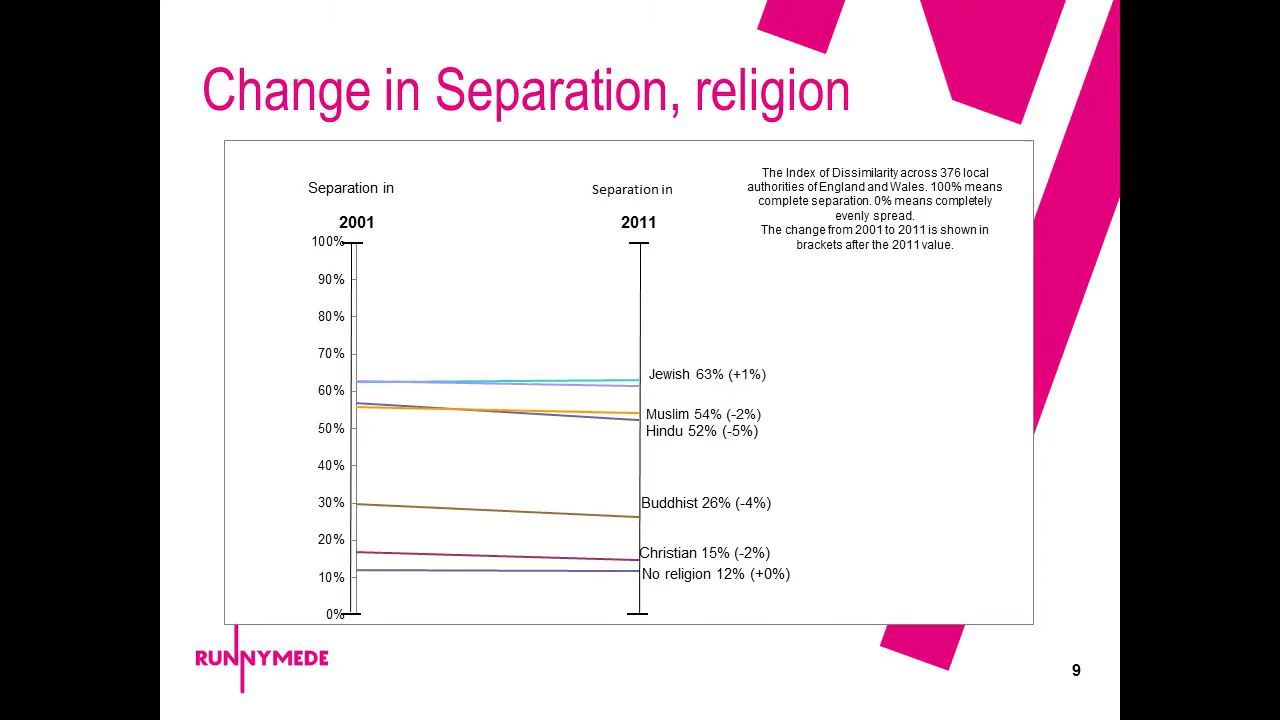 Change in Separation, religion
Separation in
2001
Separation in
2011
The Index of Dissimilarity across 376 local
authorities of England and Wales. 100% means
complete separation. 0% means completely
evenly spread.
The change from 2001 to 2011 is shown in
brackets after the 2011 value.
100%
90%
80%
70%
60%
50%
40%
30%
20%
10%
0%
Jewish 63% (+1%)
Muslim 54% (-2%)
Hindu 52% (-5%)
Buddhist 26% (-4%)
Christian 15% (-2%)
No religion 12% (+0%)
RUNNYMEDE
9